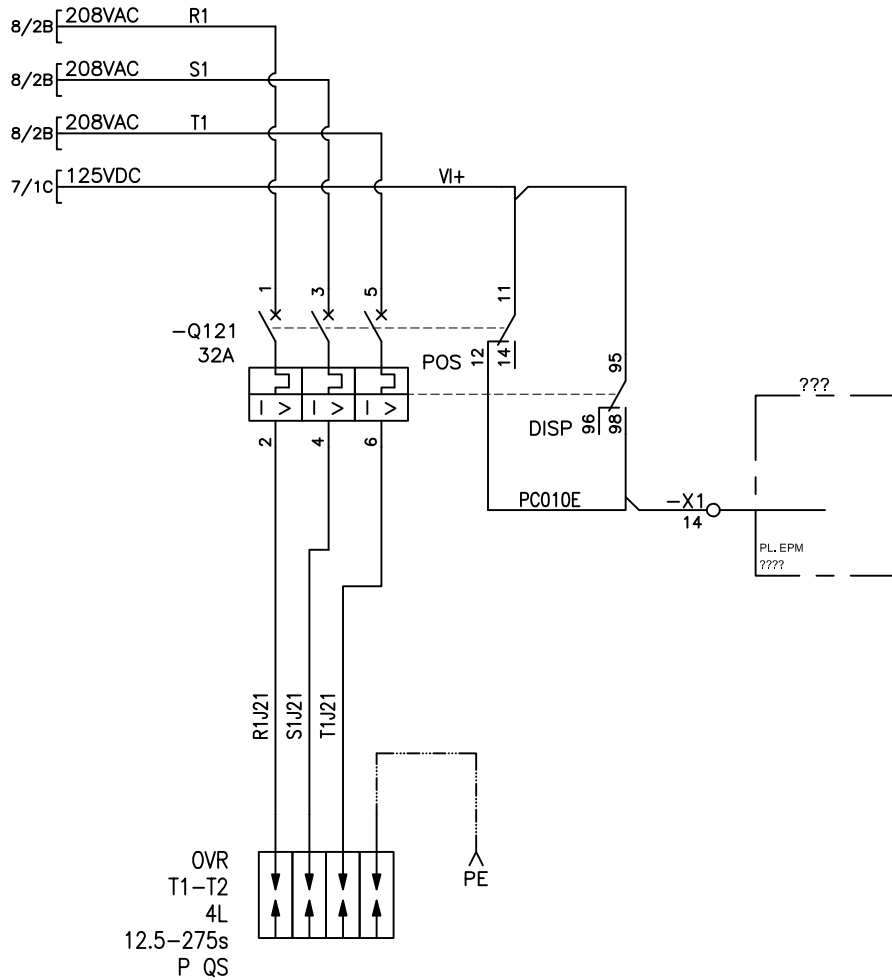 8/2B 208VAC R1
8/2B 208VAC S1
8/2B 208VAC T1
7/1C 125VDC VI+
1 3 5 11
-Q121
32A
POS 12 14 95
???
DISP 96 98
2 4 6
PC010E -X1
14
PL. EPM
????
R1J21 S1J21 T1J21
OVR
T1-T2
4L
12.5-275s
P QS
PE